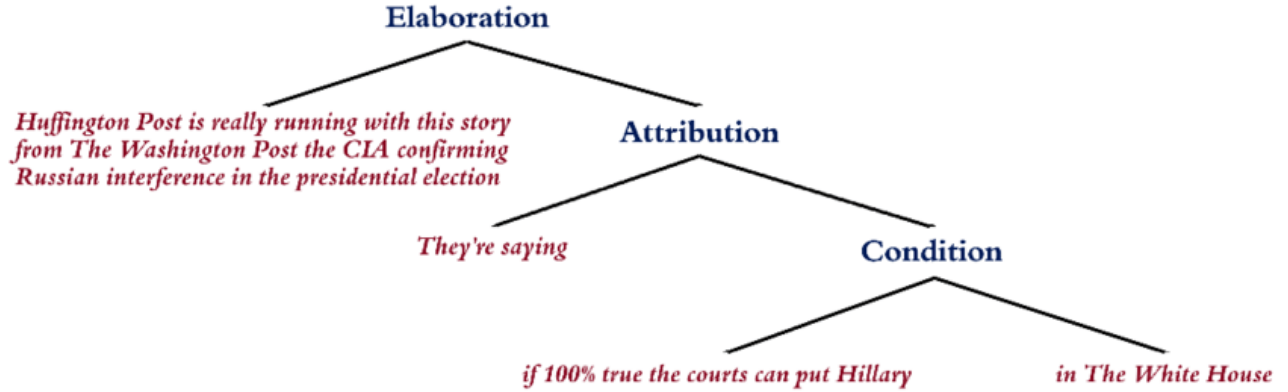 Elaboration
Huffington Post is really running with this story
from The Washington Post the CIA confirming
Russian interference in the presidential election
Attribution
They're saying
Condition
if 100% true the courts can put Hillary
in The White House